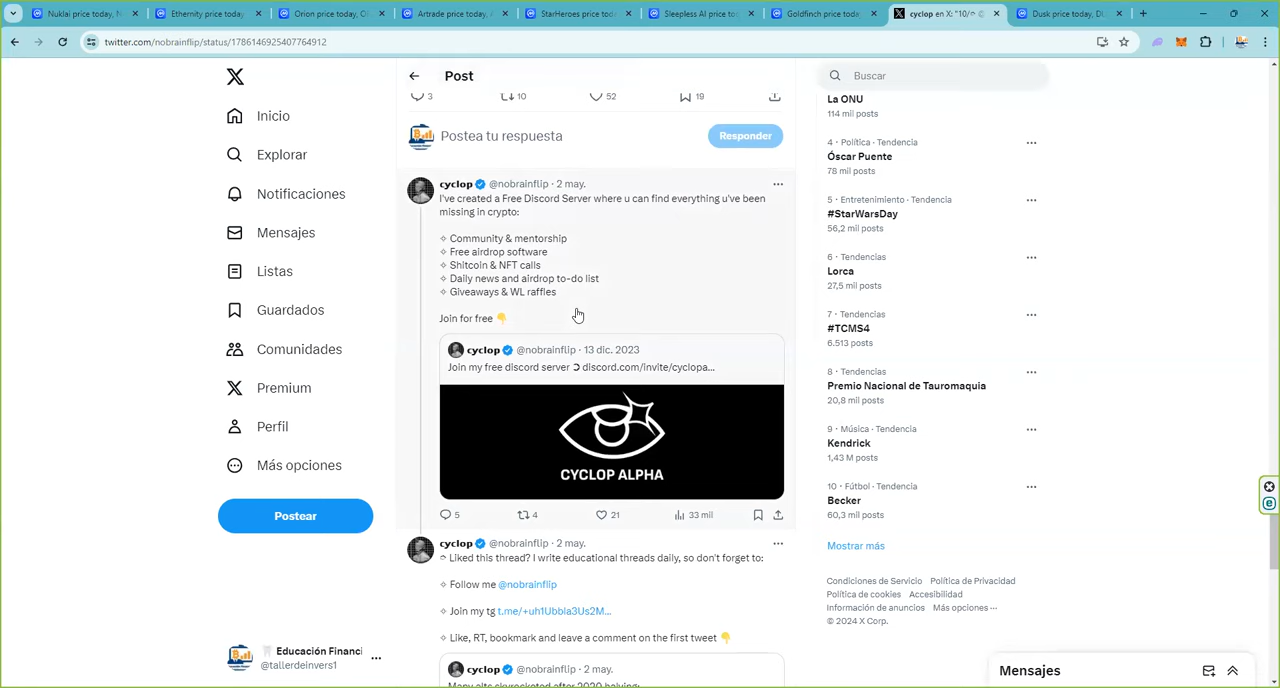 Nuklai price today, N
Ethernity price today
Orion price today, OR
Artrade price today, A
StarHeroes price tod
Sleepless AI price to
Goldfinch price today
cyclop en X: "10/
Dusk price today, DU
twitter.com/nobrainflip/status/1786146925407764912
Post
Buscar
3
10
52
19
Postea tu respuesta
Responder
Inicio
Explorar
Notificaciones
Mensajes
Listas
Guardados
Comunidades
Premium
Perfil
Más opciones
Postear
Educación Financi
@tallerdeinvers1
cyclop @nobrainflip · 2 may.
I've created a Free Discord Server where u can find everything u've been
missing in crypto:
✧ Community & mentorship
✧ Free airdrop software
✧ Shitcoin & NFT calls
✧ Daily news and airdrop to-do list
✧ Giveaways & WL raffles
Join for free 👇
cyclop @nobrainflip · 13 dic. 2023
Join my free discord server ➲ discord.com/invite/cyclopa...
CYCLOP ALPHA
5
4
21
33 mil
cyclop @nobrainflip · 2 may.
Liked this thread? I write educational threads daily, so don't forget to:
✧ Follow me @nobrainflip
✧ Join my tg t.me/+uh1Ubbla3Us2M...
✧ Like, RT, bookmark and leave a comment on the first tweet 👇
cyclop @nobrainflip · 2 may.
Many alts skyrocketed after 2020 halving:
La ONU
114 mil posts
4 · Política · Tendencia
Óscar Puente
78 mil posts
5 · Entretenimiento · Tendencia
#StarWarsDay
56,2 mil posts
6 · Tendencias
Lorca
27,5 mil posts
7 · Tendencias
#TCMS4
6.513 posts
8 · Tendencias
Premio Nacional de Tauromaquia
20,8 mil posts
9 · Música · Tendencia
Kendrick
1,43 M posts
10 · Fútbol · Tendencia
Becker
60,3 mil posts
Mostrar más
Condiciones de Servicio Política de Privacidad
Política de cookies Accesibilidad
Información de anuncios Más opciones ···
© 2024 X Corp.
Mensajes